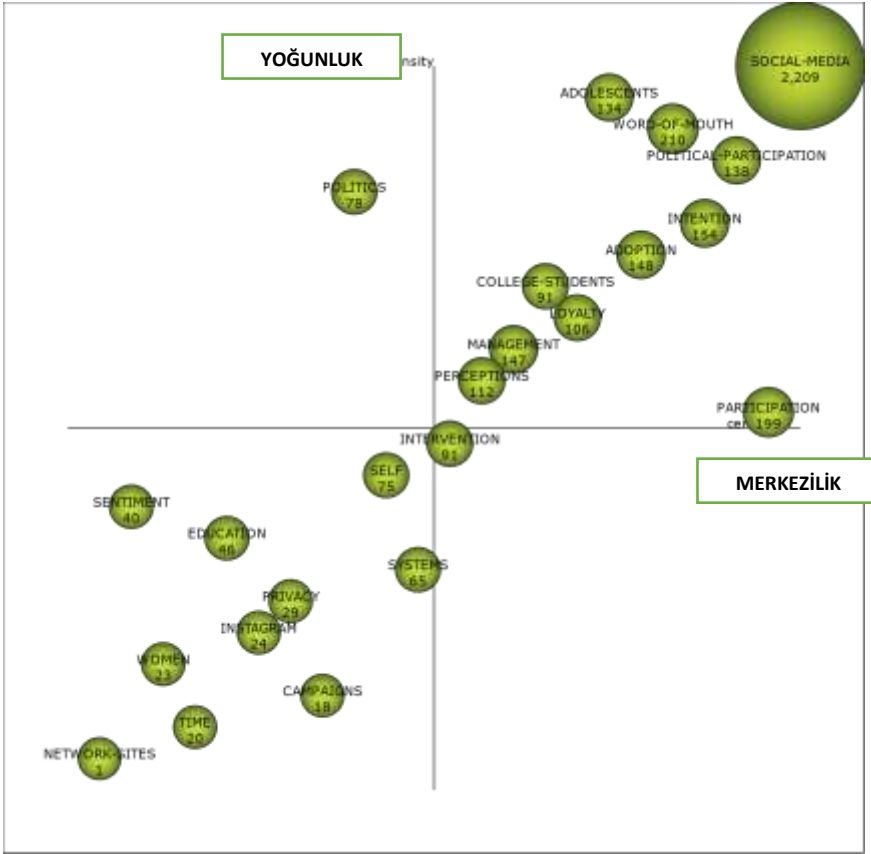 YOĞUNLUK
nsity
SOCIAL-MEDIA
2,209
ADOLESCENTS
134
WORD-OF-MOUTH
210
POLITICAL-PARTICIPATION
138
POLITICS
78
INTENTION
154
ADOPTION
148
COLLEGE-STUDENTS
91
LOYALTY
106
MANAGEMENT
147
PERCEPTIONS
112
PARTICIPATION
cen
199
INTERVENTION
91
SELF
75
MERKEZİLİK
SENTIMENT
40
EDUCATION
46
SYSTEMS
65
PRIVACY
29
INSTAGRAM
24
WOMEN
23
CAMPAIGNS
18
TIME
20
NETWORK-SITES
1